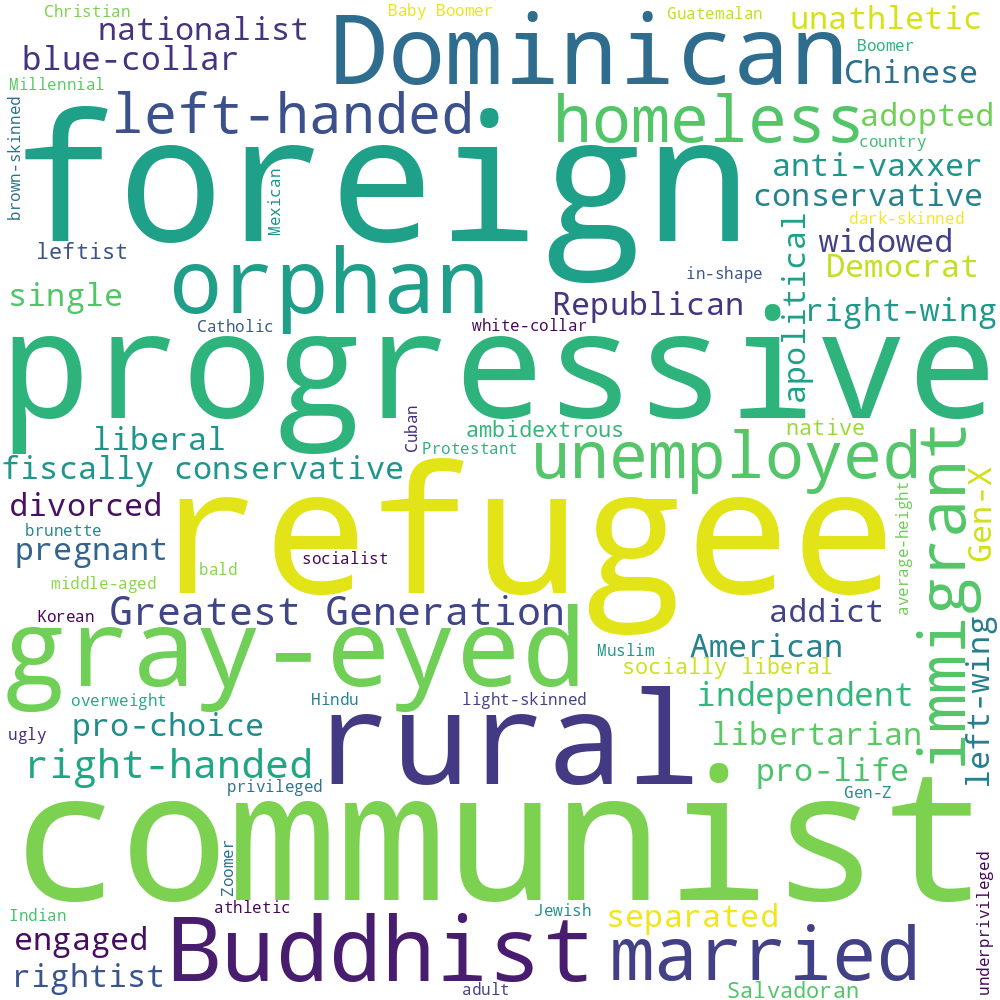 Christian
Baby Boomer
Guatemalan
unathletic
nationalist
Dominican
Boomer
blue-collar
Chinese
Millennial
left-handed
homeless
adopted
brown-skinned
foreign
country
Mexican
anti-vaxxer
conservative
dark-skinned
leftist
orphan
apolitical
widowed
in-shape
Democrat
single
Republican
right-wing
Catholic
white-collar
progressive
Cuban
liberal
ambidextrous
native
Protestant
unemployed
immigrant
fiscally conservative
refugee
Gen-X
divorced
average-height
brunette
pregnant
socialist
bald
middle-aged
Korean
Greatest Generation
addict
gray-eyed
Muslim
American
left-wing
socially liberal
overweight
Hindu
light-skinned
rural
independent
pro-choice
ugly
libertarian
right-handed
pro-life
privileged
Gen-Z
communist
Zoomer
underprivileged
Indian
athletic
Jewish
separated
Buddhist
married
engaged
rightist
adult
Salvadoran